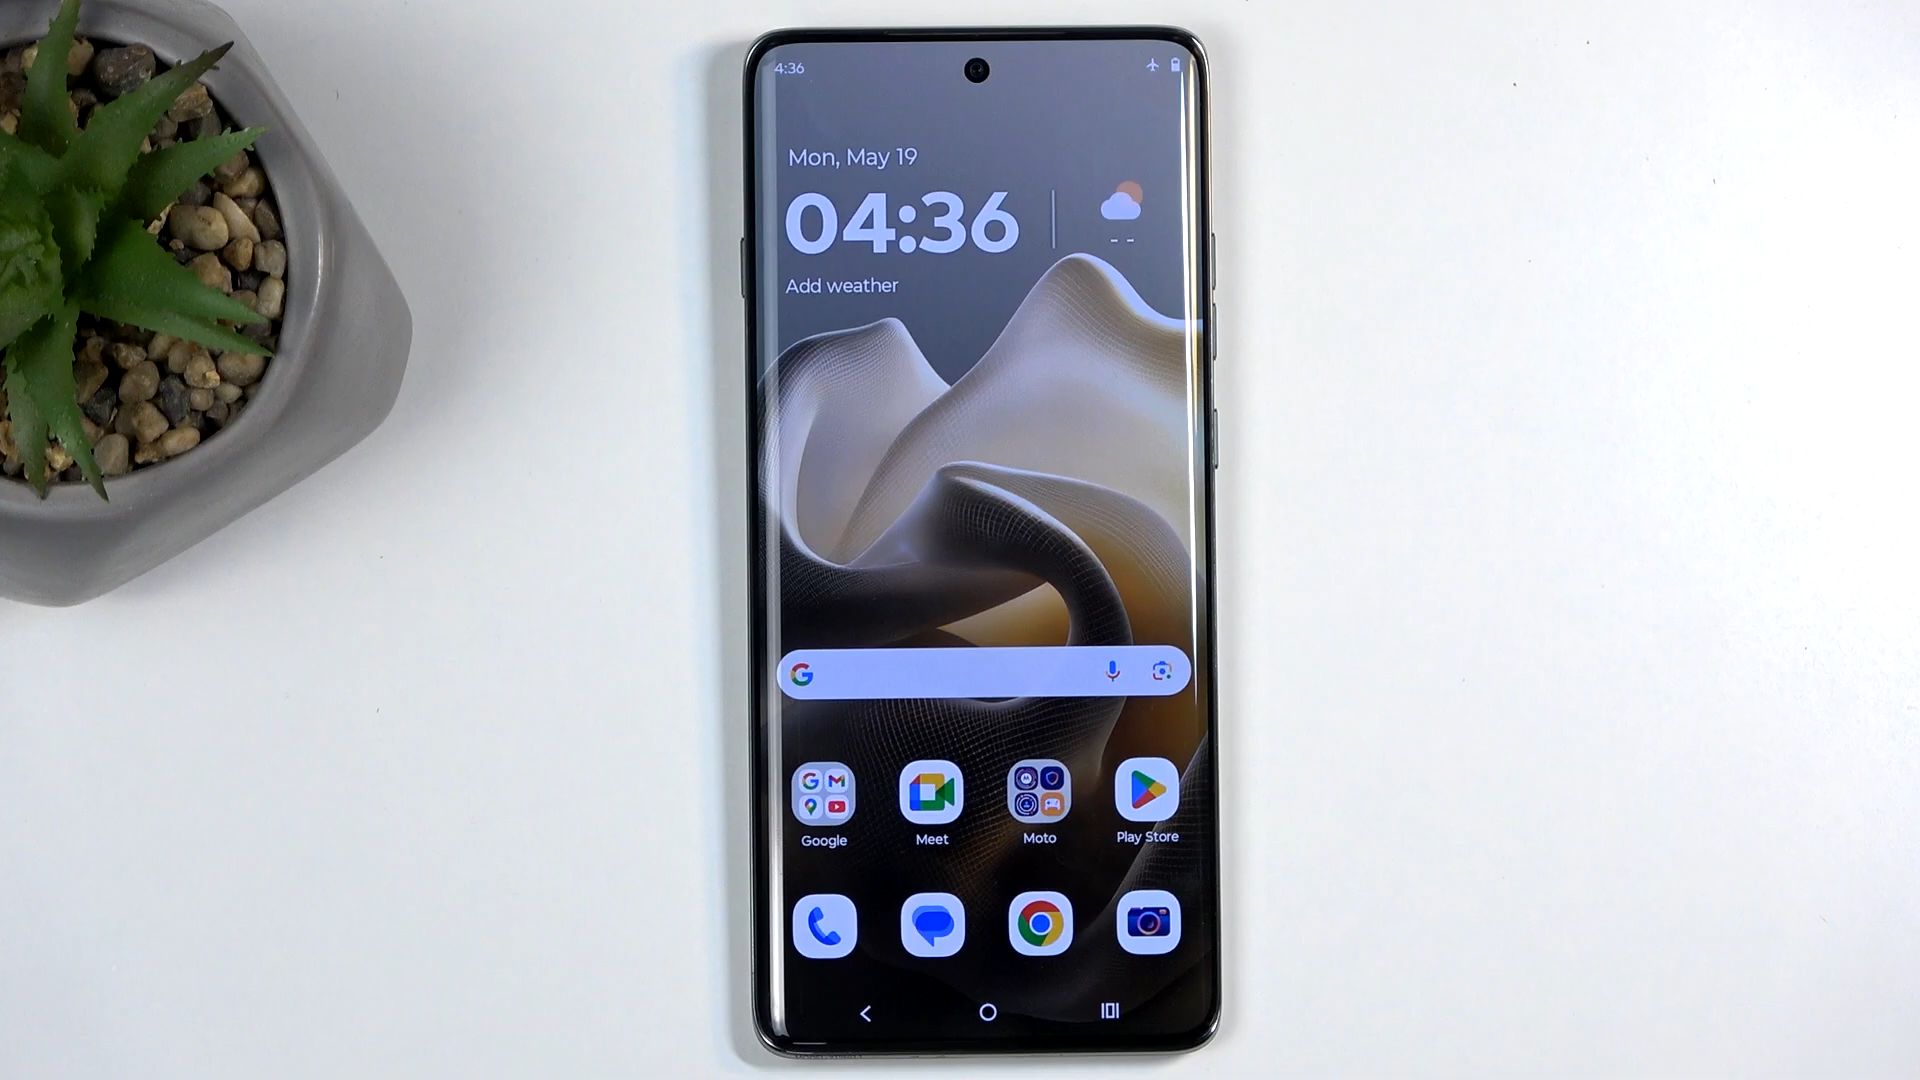 4:36
Mon, May 19
04:36
- -
Add weather
G
Google
Meet
Moto
Play Store